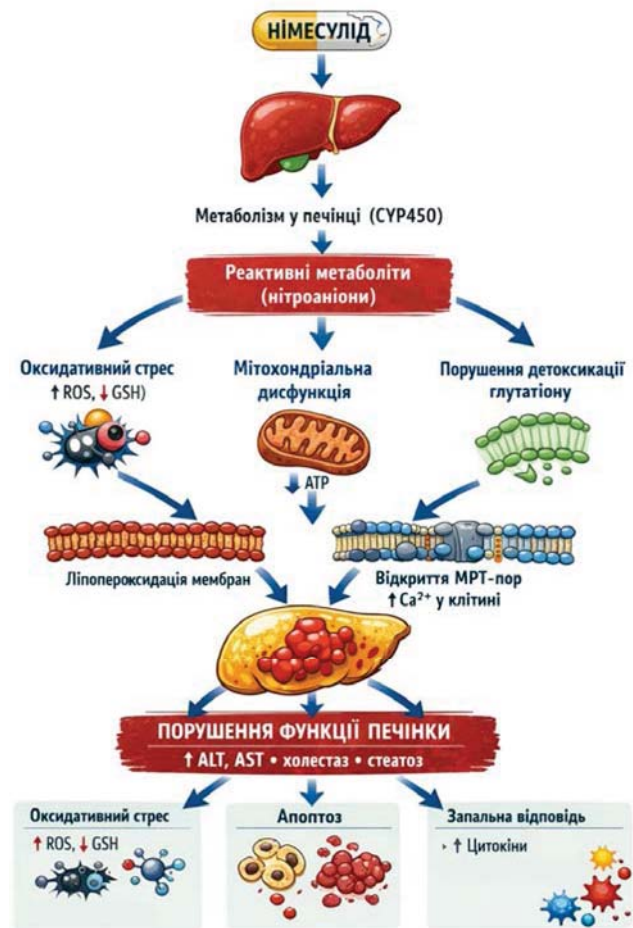 НІМЕСУЛІД
Метаболізм у печінці (CYP450)
Реактивні метаболіти
(нітроаніони)
Оксидативний стрес
↑ ROS, ↓ GSH)
Мітохондріальна
дисфункція
Порушення детоксикації
глутатіону
↓ ATP
Ліпопероксидація мембран
Відкриття МРТ-пор
↑ Ca²⁺ у клітині
ПОРУШЕННЯ ФУНКЦІЇ ПЕЧІНКИ
↑ ALT, AST • холестаз • стеатоз
Оксидативний стрес
↑ ROS, ↓ GSH
Апоптоз
Запальна відповідь
▸ ↑ Цитокіни